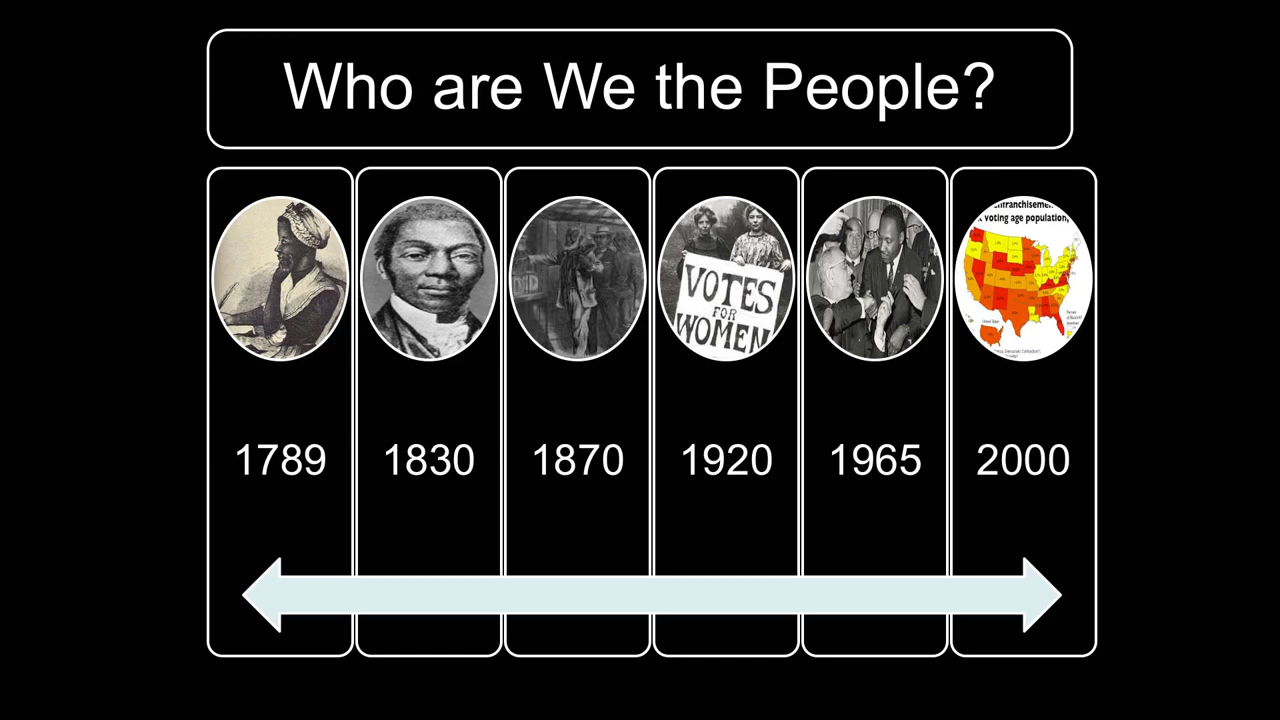 Who are We the People?
VOTES
FOR
WOMEN
voting age population,
1789
1830
1870
1920
1965
2000